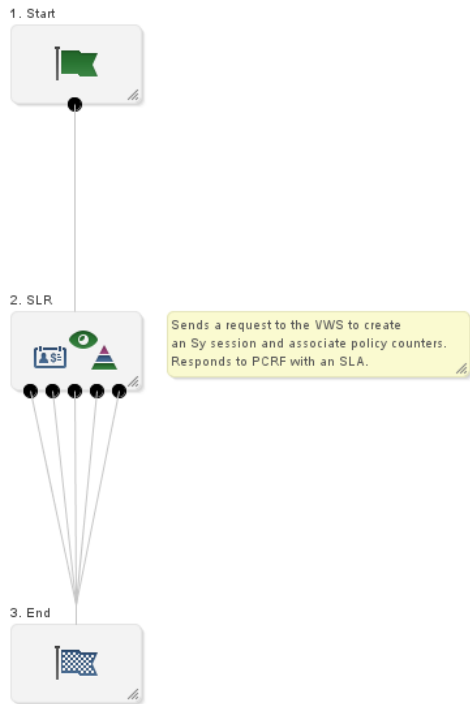 1. Start
2. SLR
Sends a request to the VWS to create
an Sy session and associate policy counters.
Responds to PCRF with an SLA.
3. End